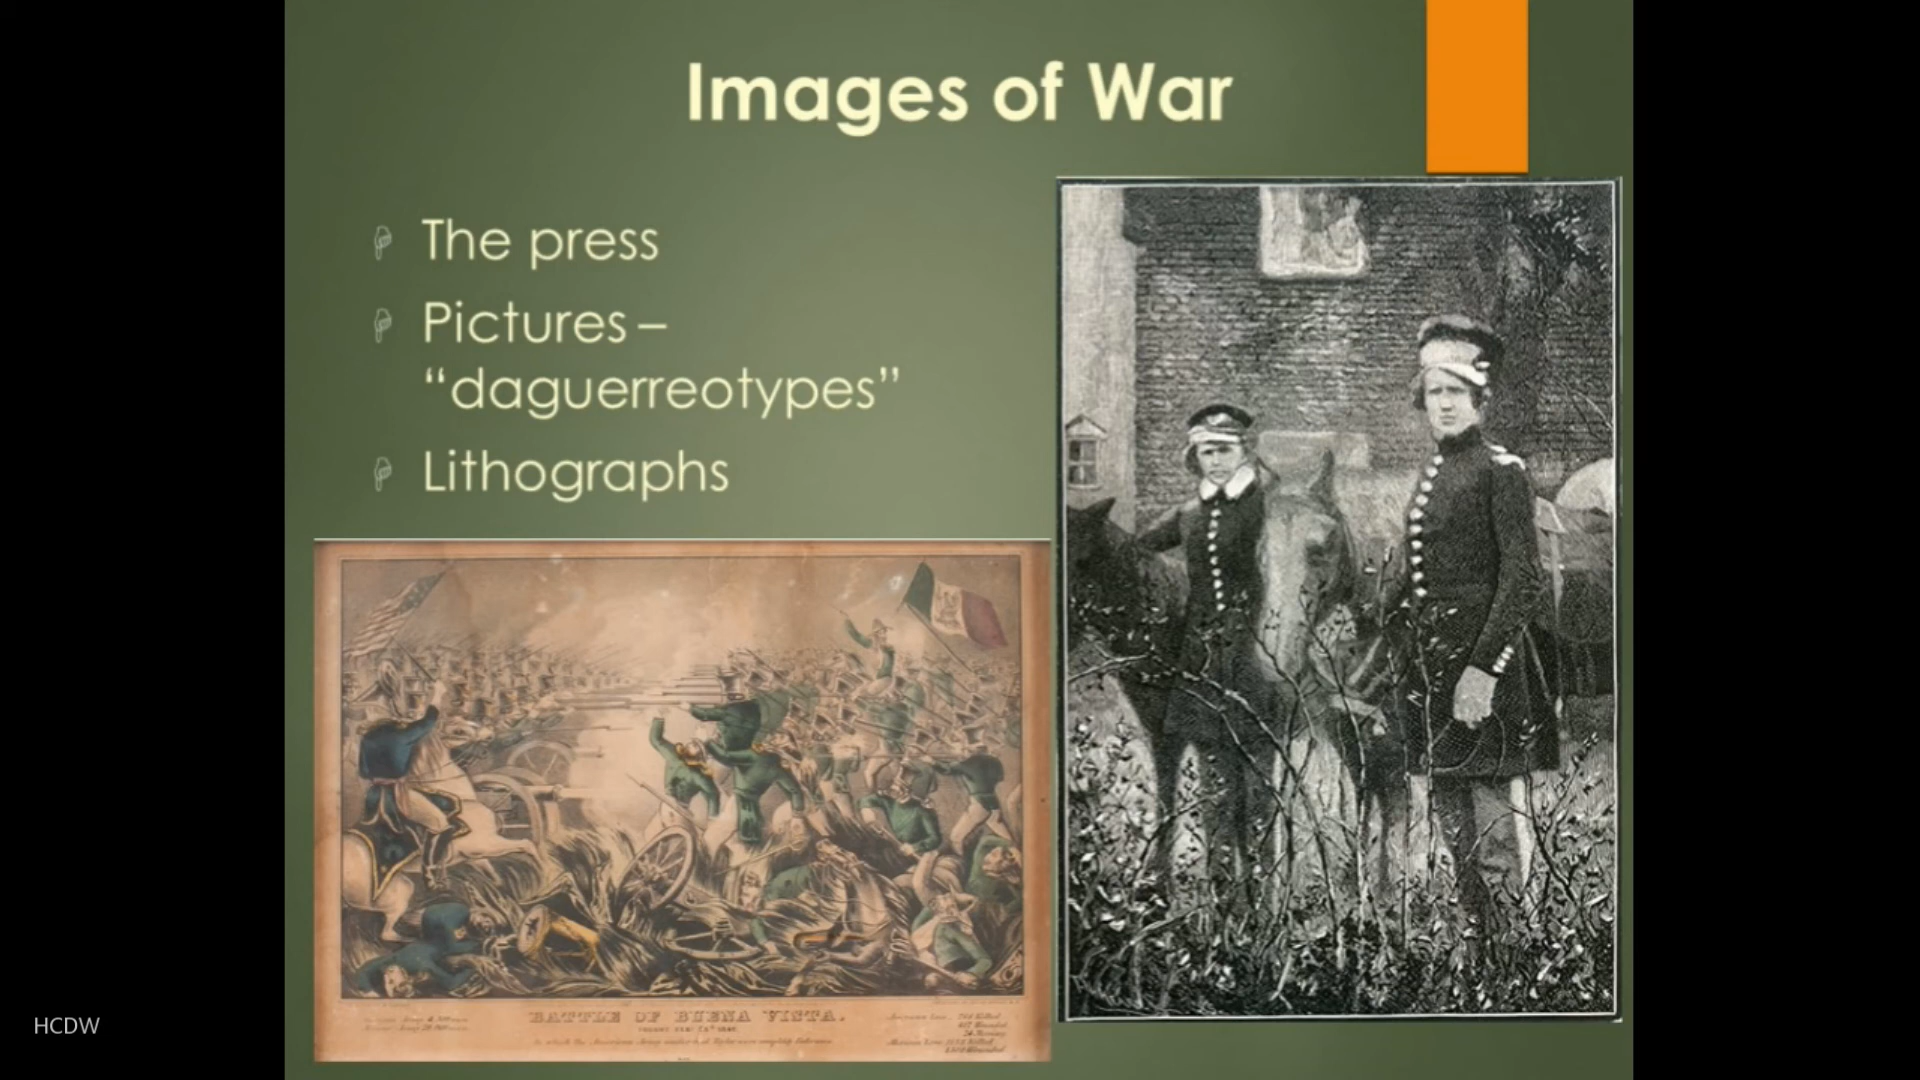 Images of War
The press
Pictures –
“daguerreotypes”
Lithographs
BATTLE OF BUENA VISTA.
HCDW